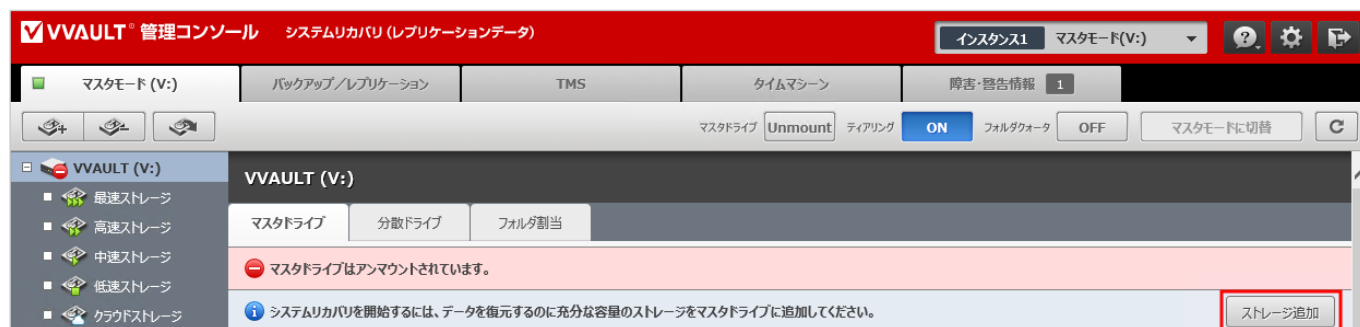 VVAULT® 管理コンソール システムリカバリ（レプリケーションデータ） インスタンス1 マスタモード(V:)
マスタモード (V:) バックアップ／レプリケーション TMS タイムマシーン 障害・警告情報 1
マスタドライブ Unmount ティアリング ON フォルダクォータ OFF マスタモードに切替
VVAULT (V:)
最速ストレージ
高速ストレージ
中速ストレージ
低速ストレージ
クラウドストレージ
VVAULT (V:)
マスタドライブ 分散ドライブ フォルダ割当
マスタドライブはアンマウントされています。
システムリカバリを開始するには、データを復元するのに充分な容量のストレージをマスタドライブに追加してください。 ストレージ追加